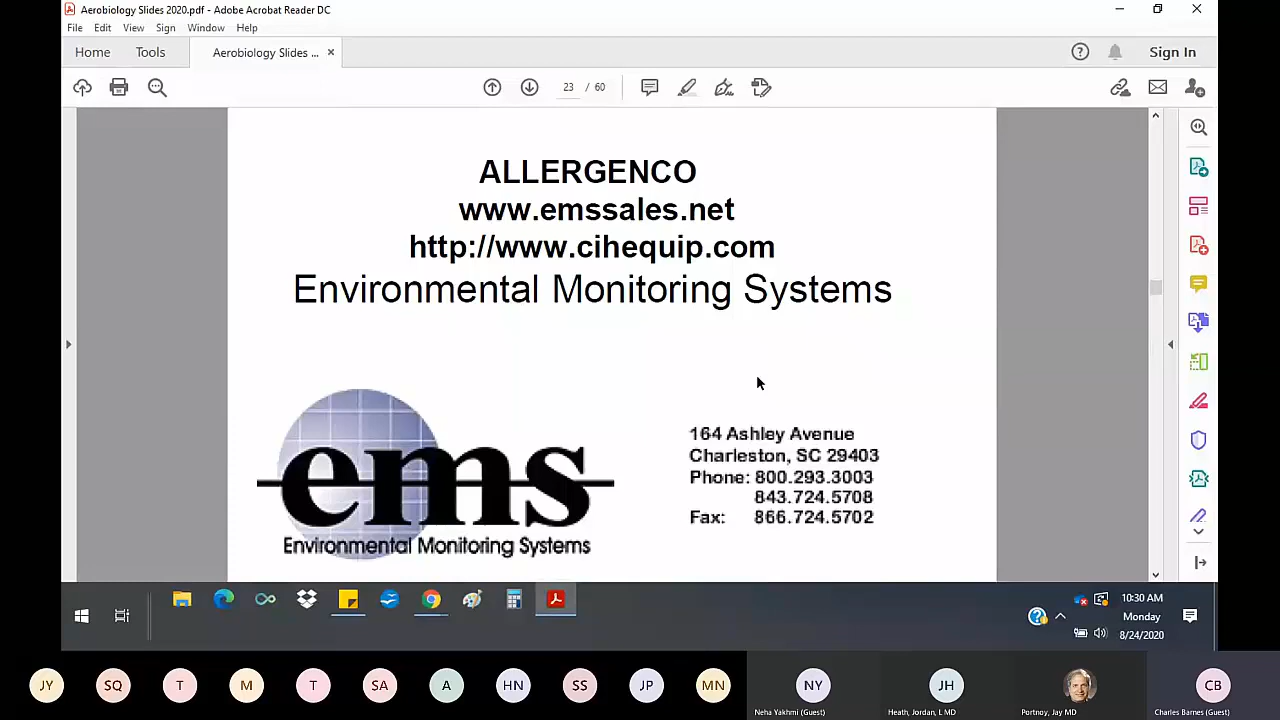 Aerobiology Slides 2020.pdf - Adobe Acrobat Reader DC
File Edit View Sign Window Help
Home Tools Aerobiology Slides ... × Sign In
23 / 60
ALLERGENCO
www.emssales.net
http://www.cihequip.com
Environmental Monitoring Systems
ems
Environmental Monitoring Systems
164 Ashley Avenue
Charleston, SC 29403
Phone: 800.293.3003
843.724.5708
Fax: 866.724.5702
10:30 AM
Monday
8/24/2020
JY SQ T M T SA A HN SS JP MN NY JH CB
Neha Yakhmi (Guest) Heath, Jordan, L MD Portnoy, Jay MD Charles Barnes (Guest)